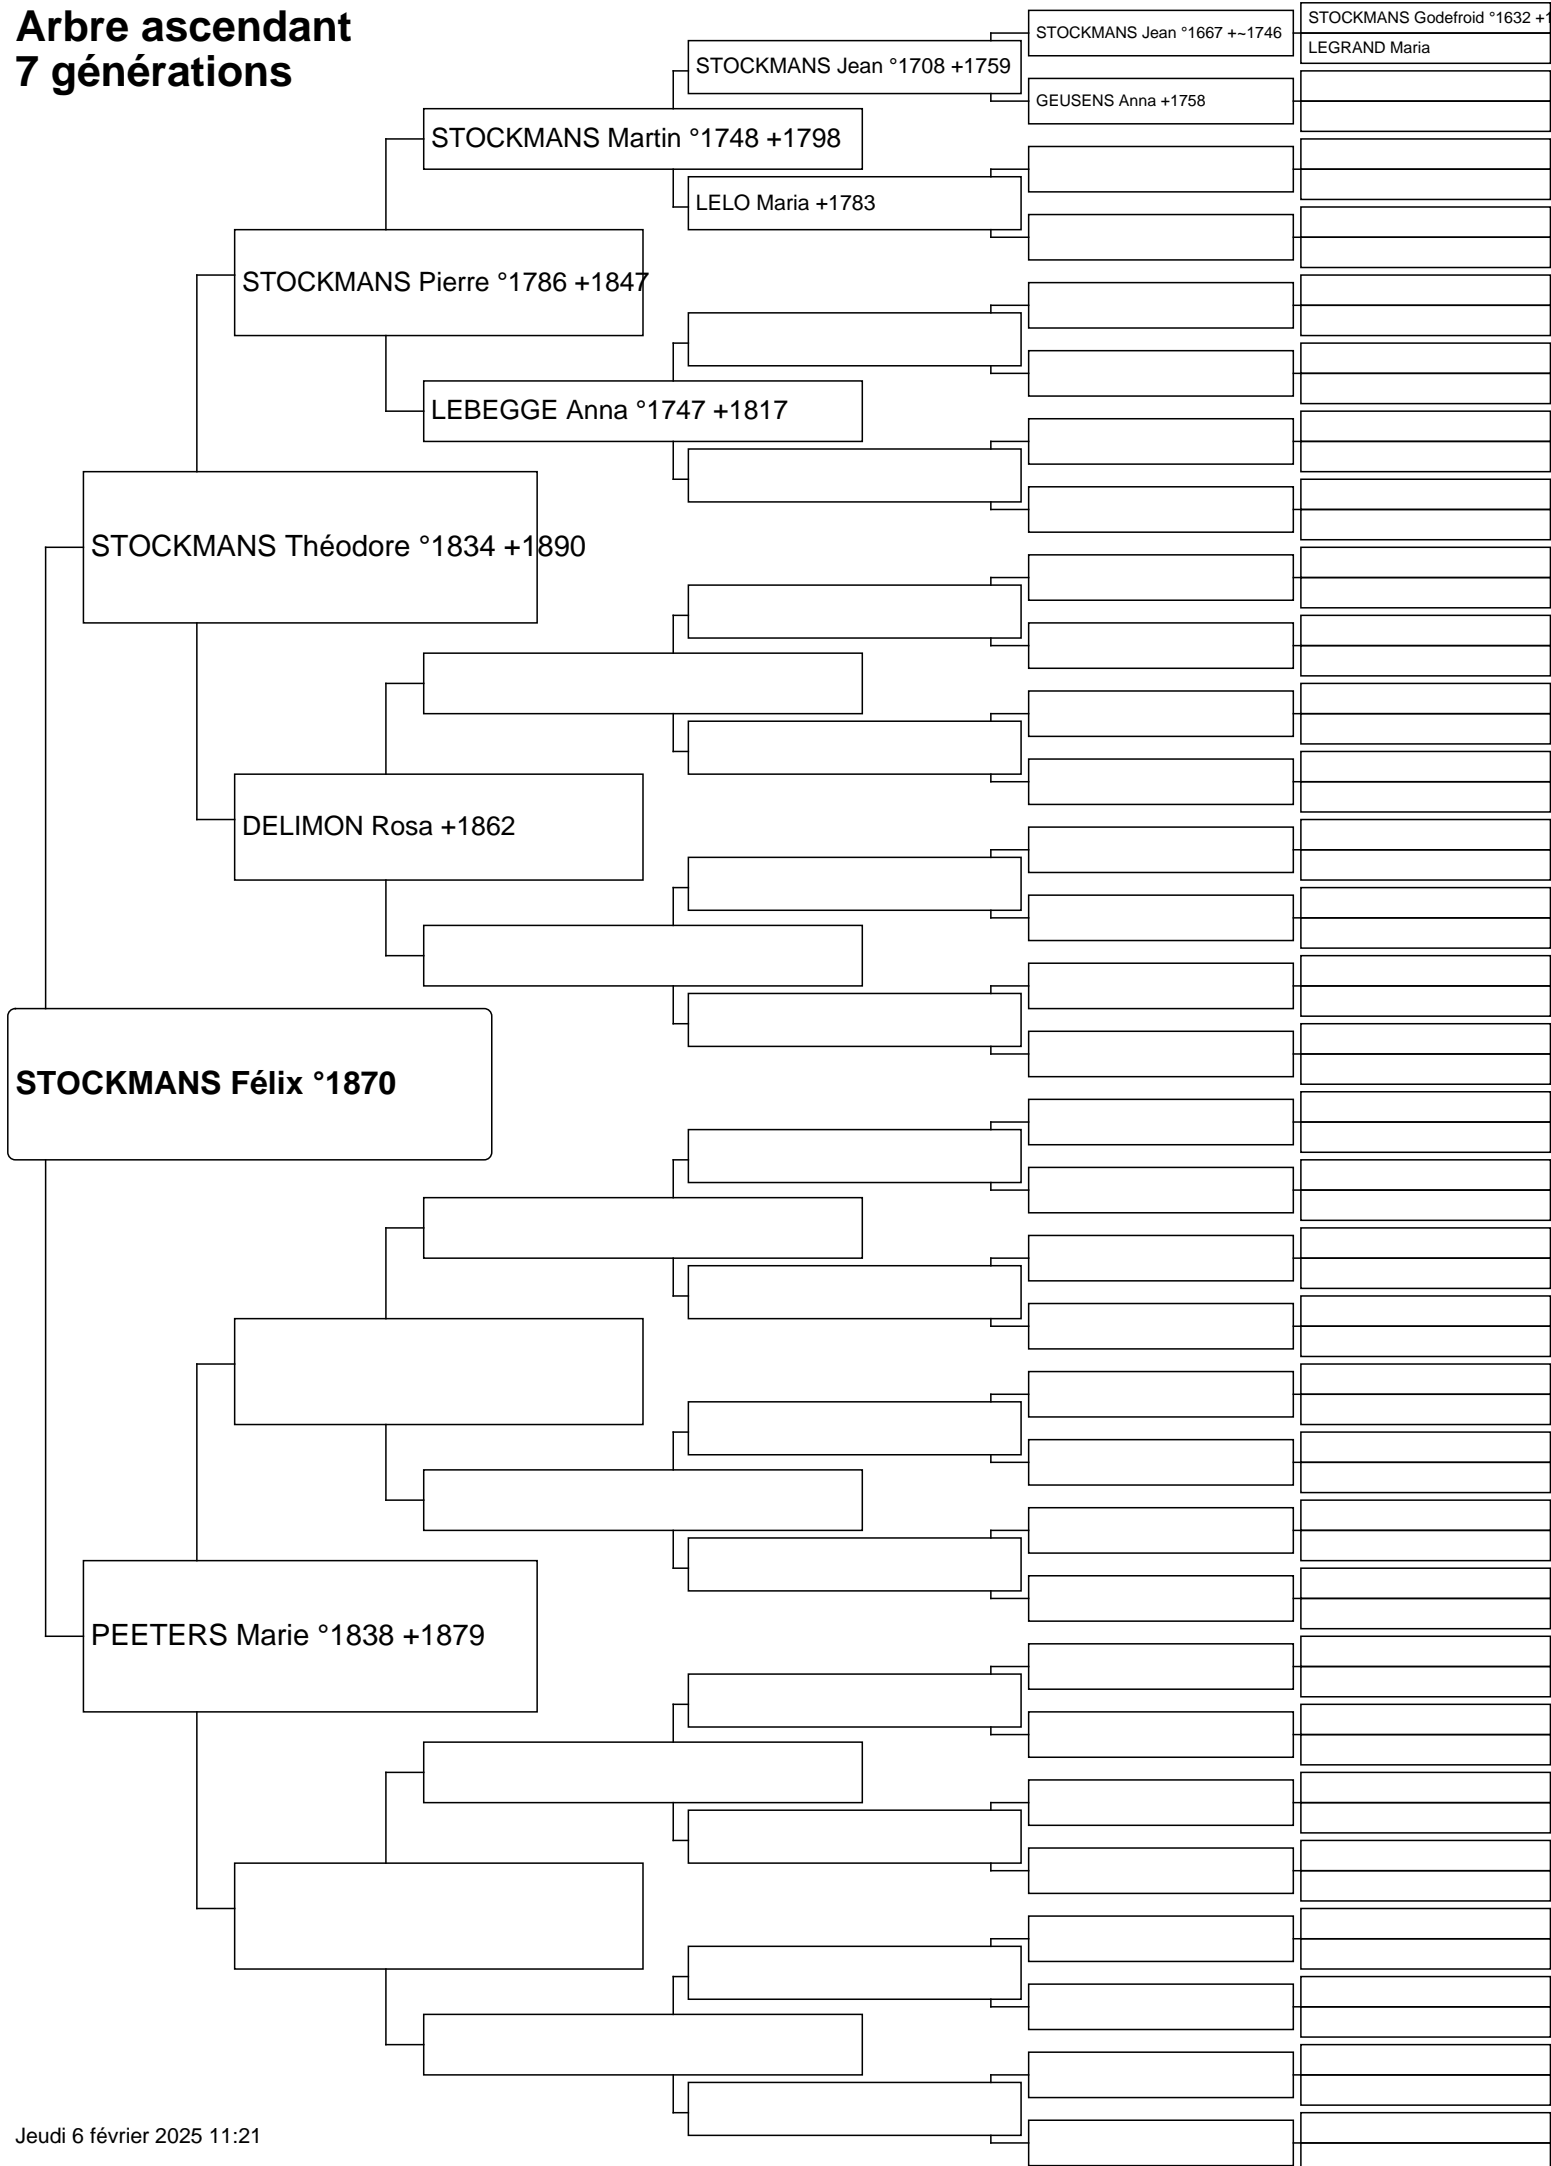 Arbre ascendant
7 générations
STOCKMANS Godefroid °1632
LEGRAND Maria
STOCKMANS Jean °1667 +~1746
STOCKMANS Jean °1708 +1759
GEUSENS Anna +1758
STOCKMANS Martin °1748 +1798
LELO Maria +1783
STOCKMANS Pierre °1786 +1847
LEBEGGE Anna °1747 +1817
STOCKMANS Théodore °1834 +1890
DELIMON Rosa +1862
STOCKMANS Félix °1870
PEETERS Marie °1838 +1879
Jeudi 6 février 2025 11:21